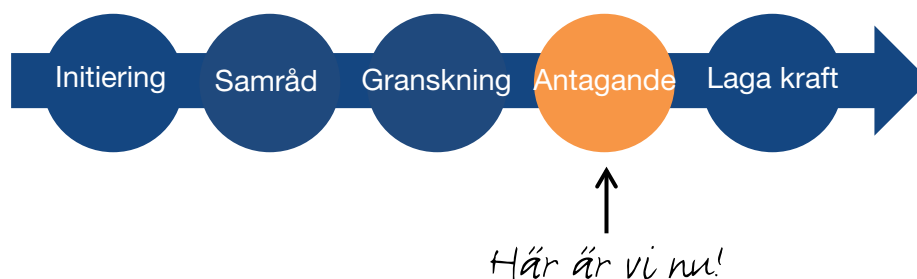 Initiering Samråd Granskning Antagande Laga kraft
Här är vi nu!